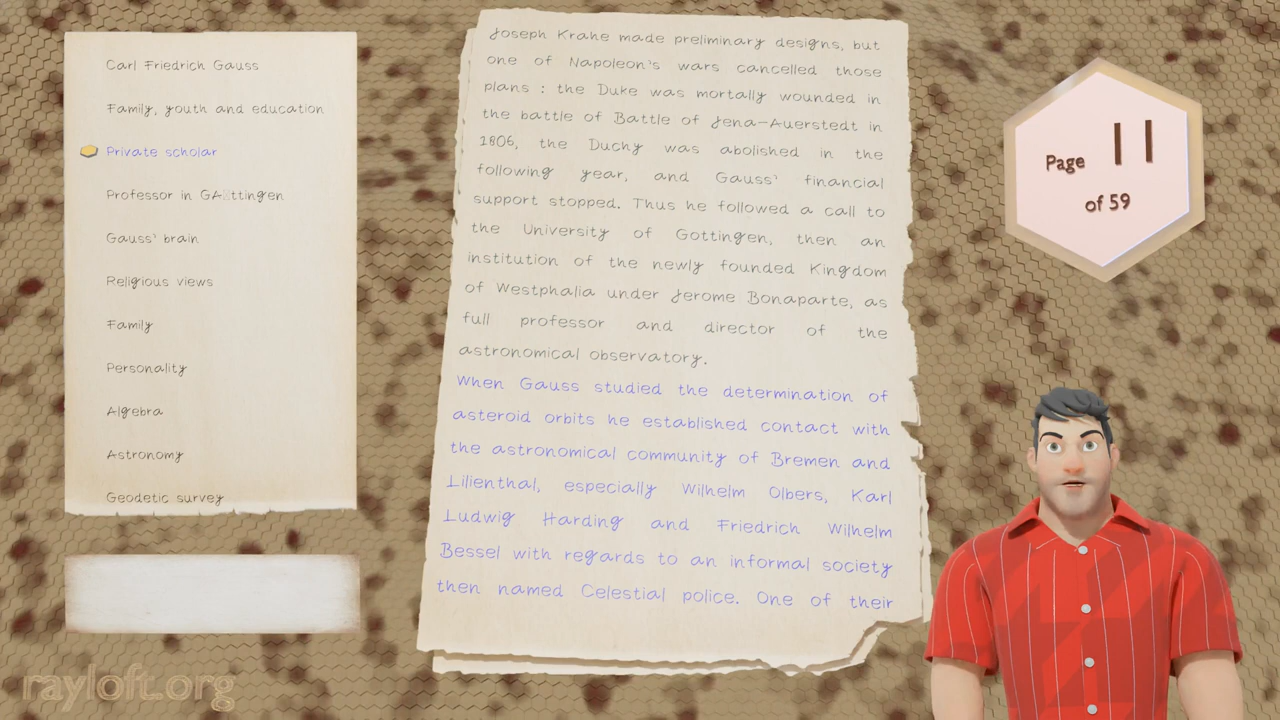 Carl Friedrich Gauss
Family, youth and education
Private scholar
Professor in GÃ▯ttingen
Gauss' brain
Religious views
Family
Personality
Algebra
Astronomy
Geodetic survey
Joseph Krahe made preliminary designs, but
one of Napoleon's wars cancelled those
plans : the Duke was mortally wounded in
the battle of Battle of Jena–Auerstedt in
1806, the Duchy was abolished in the
following year, and Gauss' financial
support stopped. Thus he followed a call to
the University of Gottingen, then an
institution of the newly founded Kingdom
of Westphalia under Jerome Bonaparte, as
full professor and director of the
astronomical observatory.
When Gauss studied the determination of
asteroid orbits he established contact with
the astronomical community of Bremen and
Lilienthal, especially Wilhelm Olbers, Karl
Ludwig Harding and Friedrich Wilhelm
Bessel with regards to an informal society
then named Celestial police. One of their
Page 11
of 59
rayloft.org